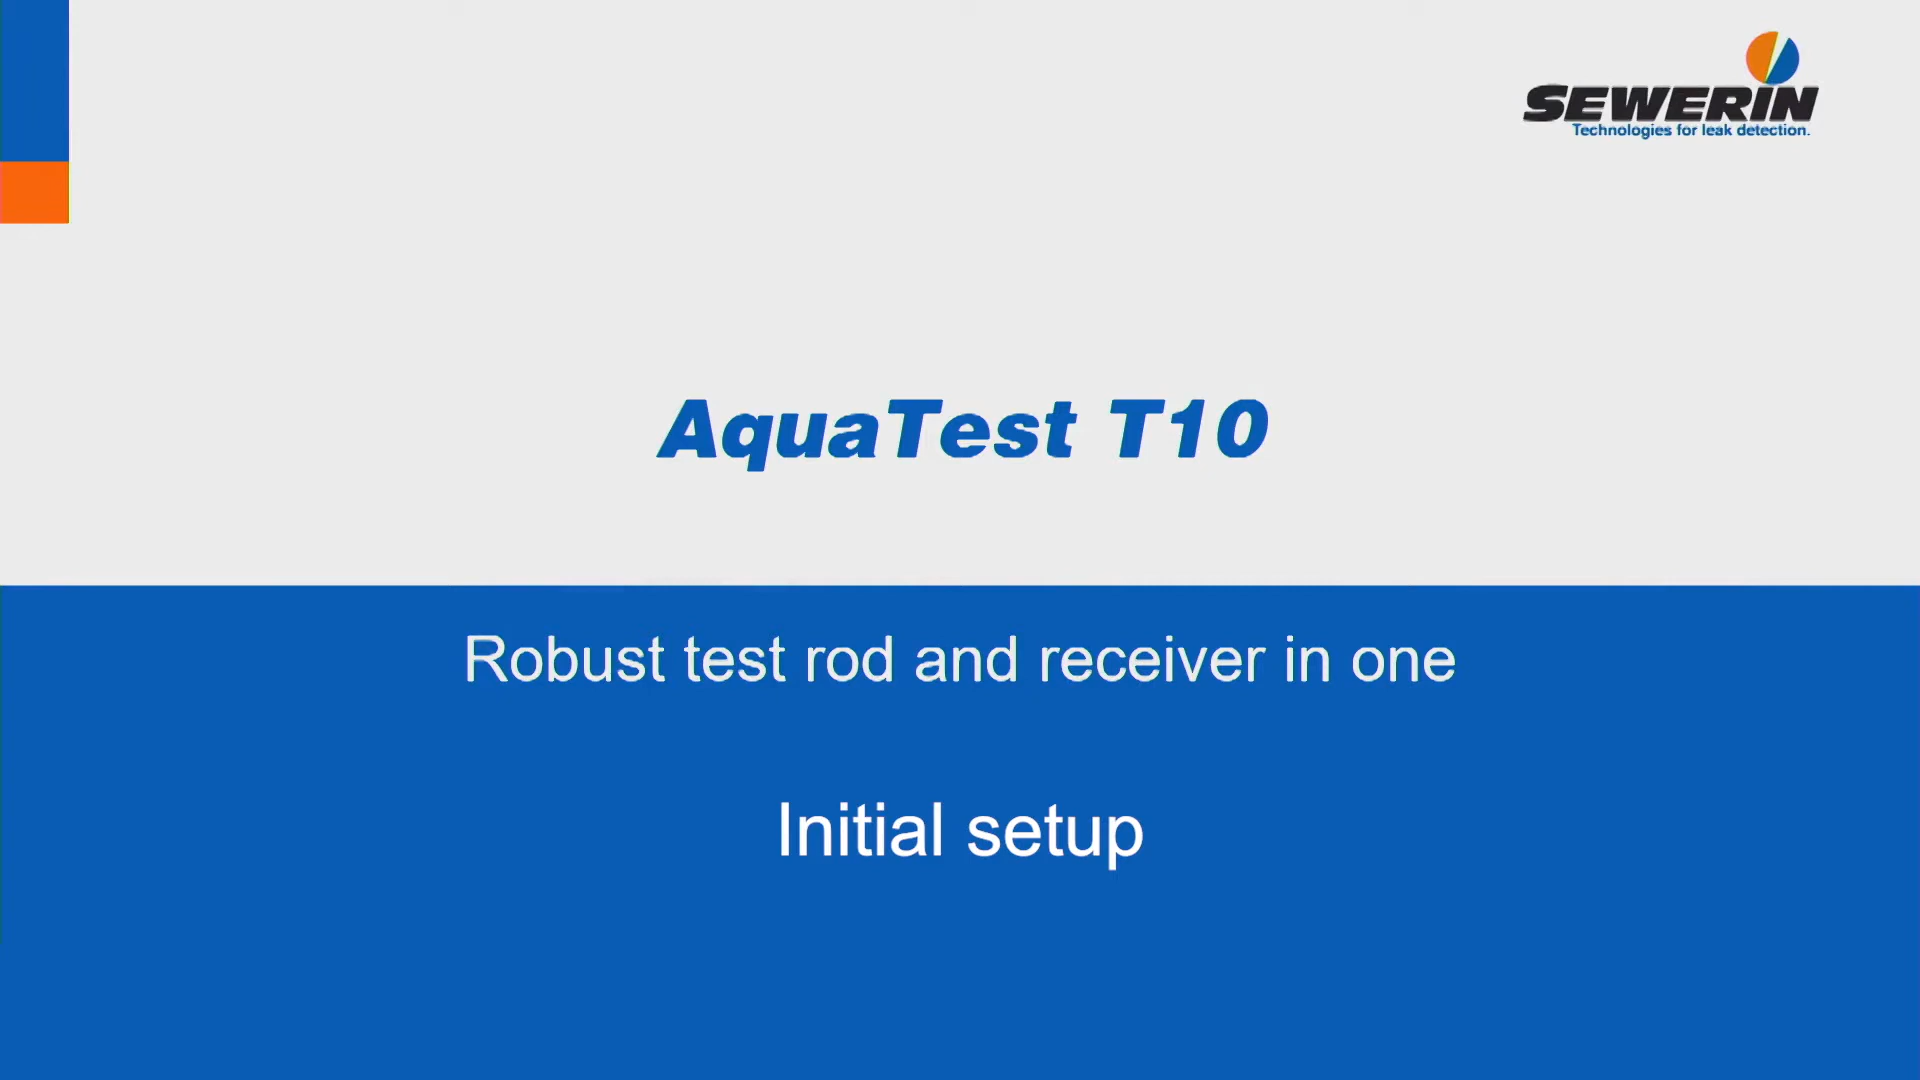 SEWERIN
Technologies for leak detection.
AquaTest T10
Robust test rod and receiver in one
Initial setup